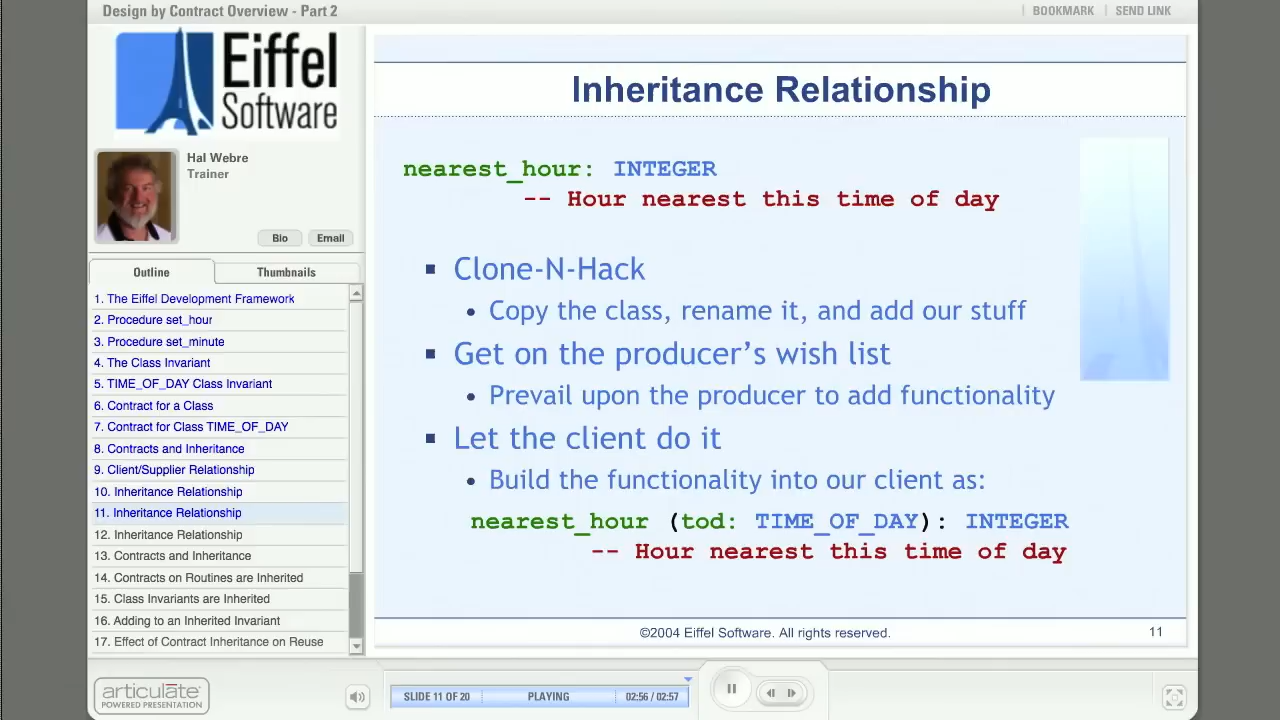 Design by Contract Overview - Part 2
BOOKMARK
SEND LINK
Eiffel
Software
Hal Webre
Trainer
Bio
Email
Outline
Thumbnails
1. The Eiffel Development Framework
2. Procedure set_hour
3. Procedure set_minute
4. The Class Invariant
5. TIME_OF_DAY Class Invariant
6. Contract for a Class
7. Contract for Class TIME_OF_DAY
8. Contracts and Inheritance
9. Client/Supplier Relationship
10. Inheritance Relationship
11. Inheritance Relationship
12. Inheritance Relationship
13. Contracts and Inheritance
14. Contracts on Routines are Inherited
15. Class Invariants are Inherited
16. Adding to an Inherited Invariant
17. Effect of Contract Inheritance on Reuse
Inheritance Relationship
nearest_hour: INTEGER
-- Hour nearest this time of day
▪ Clone-N-Hack
• Copy the class, rename it, and add our stuff
▪ Get on the producer's wish list
• Prevail upon the producer to add functionality
▪ Let the client do it
• Build the functionality into our client as:
nearest_hour (tod: TIME_OF_DAY): INTEGER
-- Hour nearest this time of day
©2004 Eiffel Software. All rights reserved.
11
articulate
POWERED PRESENTATION
SLIDE 11 OF 20
PLAYING
02:56 / 02:57